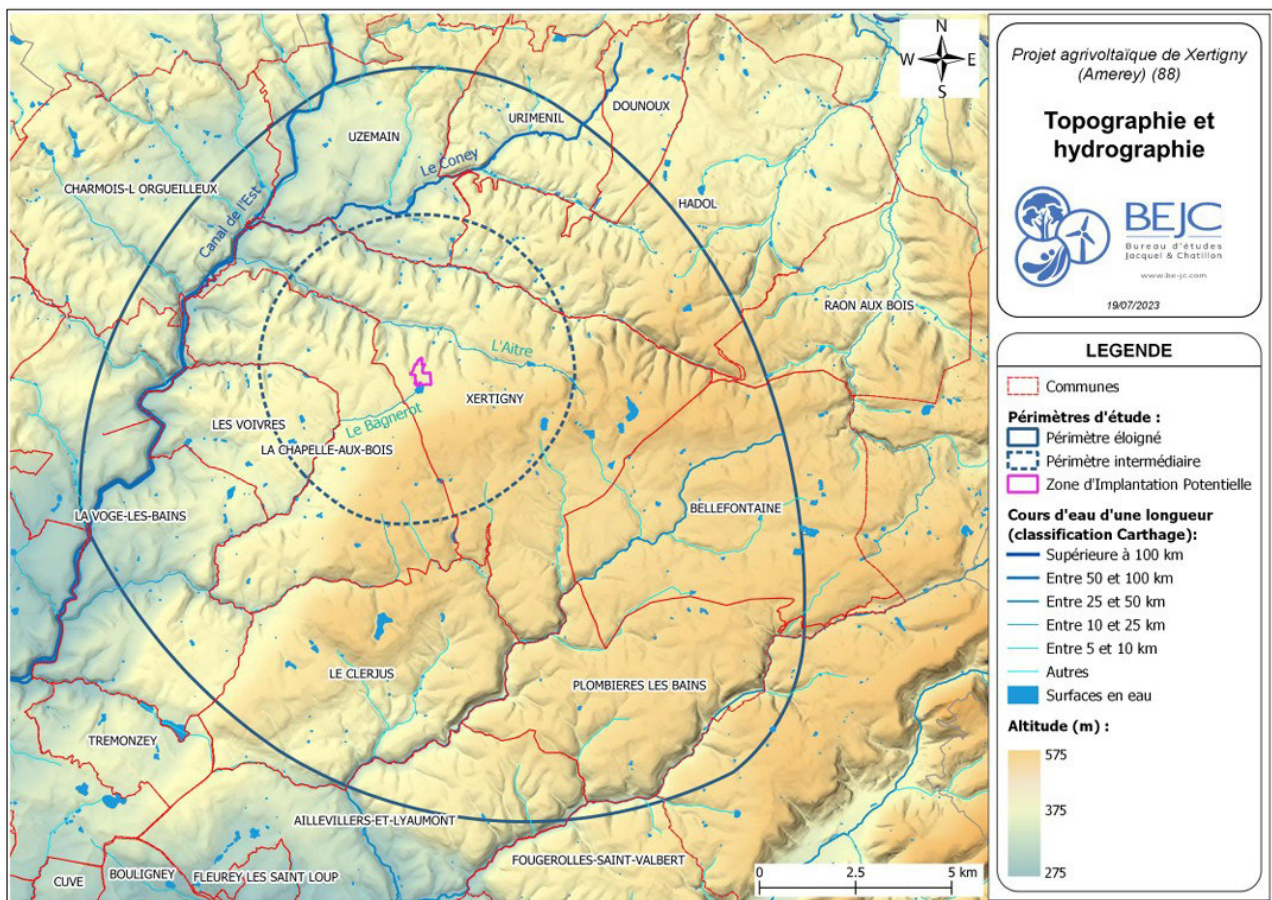 N
W E
S
DOUNOUX
URIMENIL
UZEMAIN
Le Coney
CHARMOIS-L ORGUEILLEUX
Canal de l'Est
HADOL
RAON AUX BOIS
L'Aitre
XERTIGNY
Le Bagnerot
LES VOIVRES
LA CHAPELLE-AUX-BOIS
BELLEFONTAINE
LA VOGE-LES-BAINS
LE CLERJUS
PLOMBIERES LES BAINS
TREMONZEY
AILLEVILLERS-ET-LYAUMONT
FOUGEROLLES-SAINT-VALBERT
BOULIGNEY
FLEUREY LES SAINT LOUP
CUVE
0 2.5 5 km
Projet agrivoltaïque de Xertigny
(Amerey) (88)
Topographie et
hydrographie
BEJC
Bureau d'études
Jacquel & Chatillon
www.be-jc.com
19/07/2023
LEGENDE
Communes
Périmètres d'étude :
Périmètre éloigné
Périmètre intermédiaire
Zone d'Implantation Potentielle
Cours d'eau d'une longueur
(classification Carthage):
Supérieure à 100 km
Entre 50 et 100 km
Entre 25 et 50 km
Entre 10 et 25 km
Entre 5 et 10 km
Autres
Surfaces en eau
Altitude (m) :
575
375
275